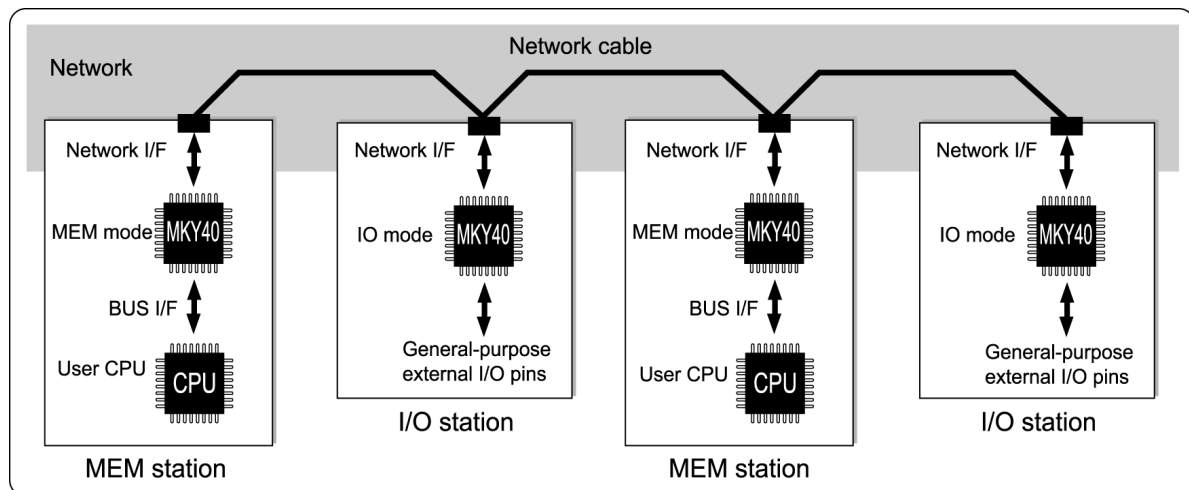 Network cable
Network
Network I/F
MEM mode
MKY40
BUS I/F
User CPU
CPU
MEM station
Network I/F
IO mode
MKY40
General-purpose
external I/O pins
I/O station
Network I/F
MEM mode
MKY40
BUS I/F
User CPU
CPU
MEM station
Network I/F
IO mode
MKY40
General-purpose
external I/O pins
I/O station